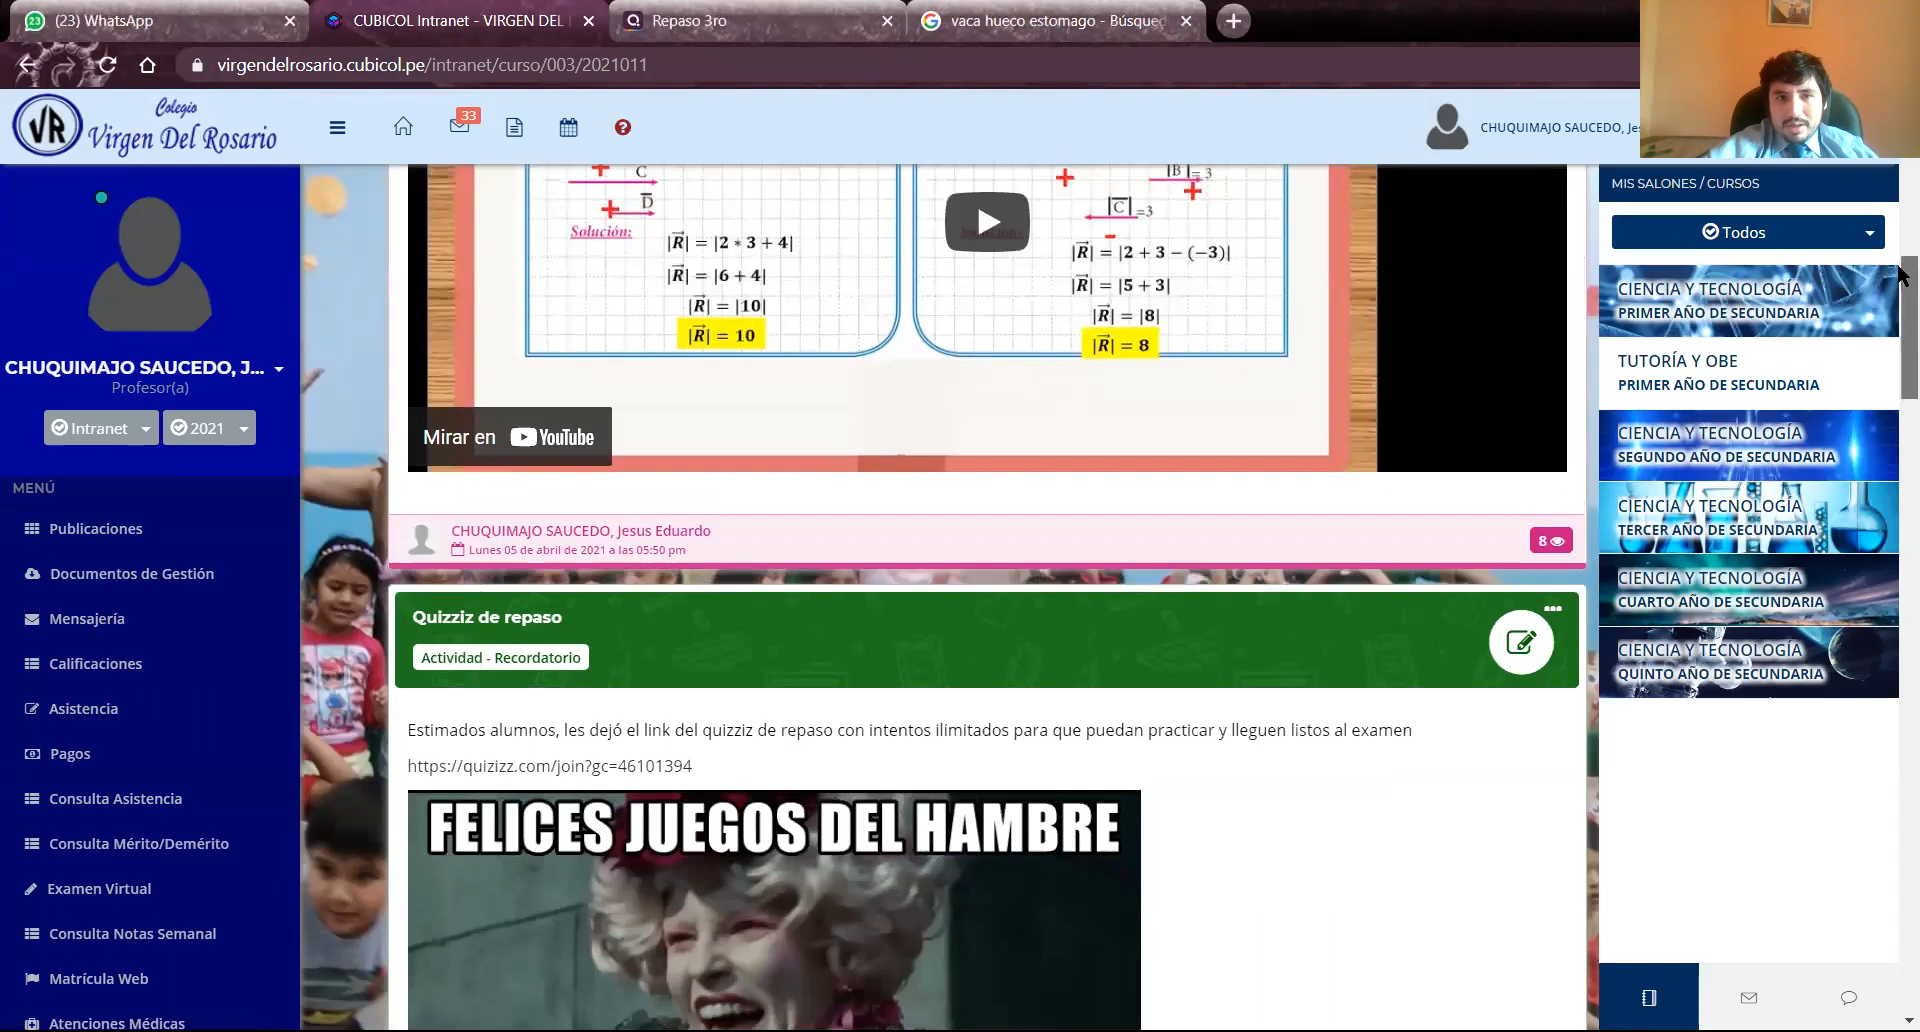 (23) WhatsApp
CUBICOL Intranet - VIRGEN DEL
Repaso 3ro
vaca hueco estomago - Búsqued
virgendelrosario.cubicol.pe/intranet/curso/003/2021011
VR
Colegio
Virgen Del Rosario
33
CHUQUIMAJO SAUCEDO, Jes
CHUQUIMAJO SAUCEDO, J...
Profesor(a)
Intranet
2021
MENÚ
Publicaciones
Documentos de Gestión
Mensajería
Calificaciones
Asistencia
Pagos
Consulta Asistencia
Consulta Mérito/Demérito
Examen Virtual
Consulta Notas Semanal
Matrícula Web
Atenciones Médicas
+ C
+ D
Solución:
|R| = |2 * 3 + 4|
|R| = |6 + 4|
|R| = |10|
|R| = 10
+
|B| = 3
+
|C| =3
-
|R| = |2 + 3 − (−3)|
|R| = |5 + 3|
|R| = |8|
|R| = 8
Mirar en YouTube
CHUQUIMAJO SAUCEDO, Jesus Eduardo
Lunes 05 de abril de 2021 a las 05:50 pm
8
Quizziz de repaso
Actividad - Recordatorio
Estimados alumnos, les dejó el link del quizziz de repaso con intentos ilimitados para que puedan practicar y lleguen listos al examen
https://quizizz.com/join?gc=46101394
FELICES JUEGOS DEL HAMBRE
MIS SALONES / CURSOS
Todos
CIENCIA Y TECNOLOGÍA
PRIMER AÑO DE SECUNDARIA
TUTORÍA Y OBE
PRIMER AÑO DE SECUNDARIA
CIENCIA Y TECNOLOGÍA
SEGUNDO AÑO DE SECUNDARIA
CIENCIA Y TECNOLOGÍA
TERCER AÑO DE SECUNDARIA
CIENCIA Y TECNOLOGÍA
CUARTO AÑO DE SECUNDARIA
CIENCIA Y TECNOLOGÍA
QUINTO AÑO DE SECUNDARIA